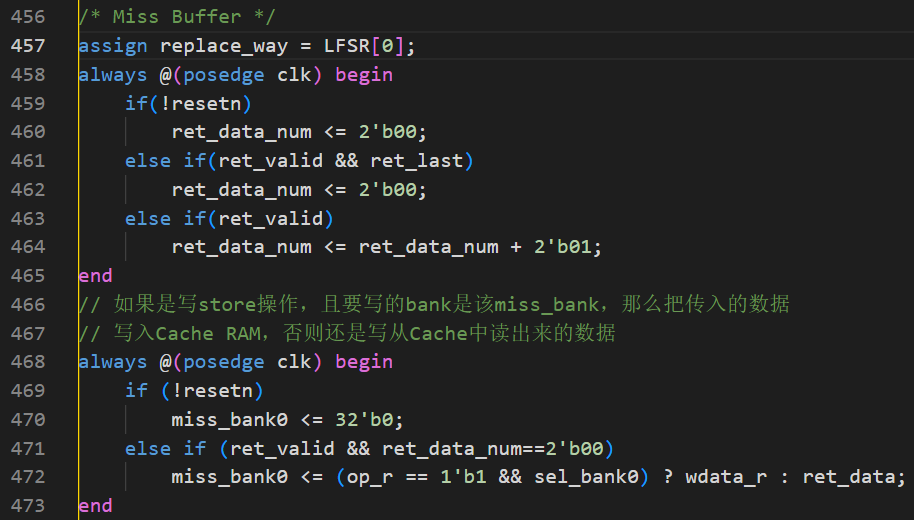 456 /* Miss Buffer */
457 assign replace_way = LFSR[0];
458 always @(posedge clk) begin
459     if(!resetn)
460         ret_data_num <= 2'b00;
461     else if(ret_valid && ret_last)
462         ret_data_num <= 2'b00;
463     else if(ret_valid)
464         ret_data_num <= ret_data_num + 2'b01;
465 end
466 // 如果是写store操作，且要写的bank是该miss_bank，那么把传入的数据
467 // 写入Cache RAM，否则还是写从Cache中读出来的数据
468 always @(posedge clk) begin
469     if (!resetn)
470         miss_bank0 <= 32'b0;
471     else if (ret_valid && ret_data_num==2'b00)
472         miss_bank0 <= (op_r == 1'b1 && sel_bank0) ? wdata_r : ret_data;
473 end